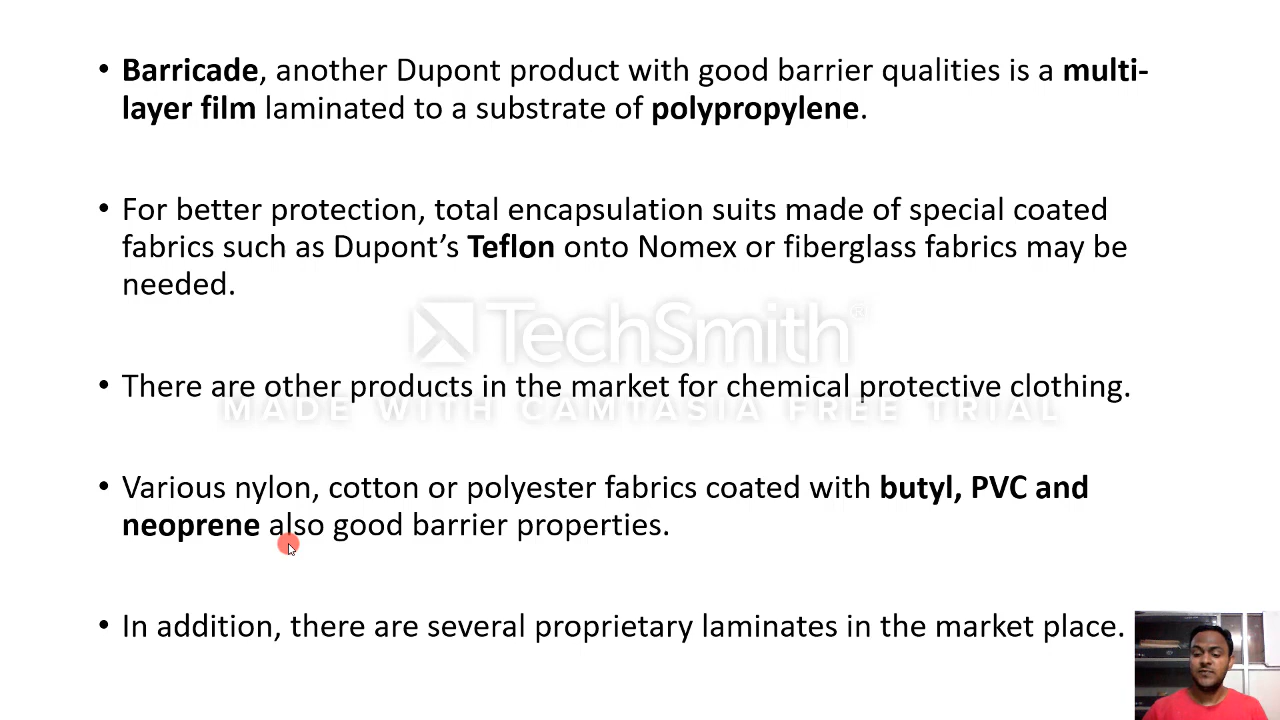 • Barricade, another Dupont product with good barrier qualities is a multi-
layer film laminated to a substrate of polypropylene.
• For better protection, total encapsulation suits made of special coated
fabrics such as Dupont’s Teflon onto Nomex or fiberglass fabrics may be
needed.
TechSmith®
• There are other products in the market for chemical protective clothing.
MADE WITH CAMTASIA FREE TRIAL
• Various nylon, cotton or polyester fabrics coated with butyl, PVC and
neoprene also good barrier properties.
• In addition, there are several proprietary laminates in the market place.